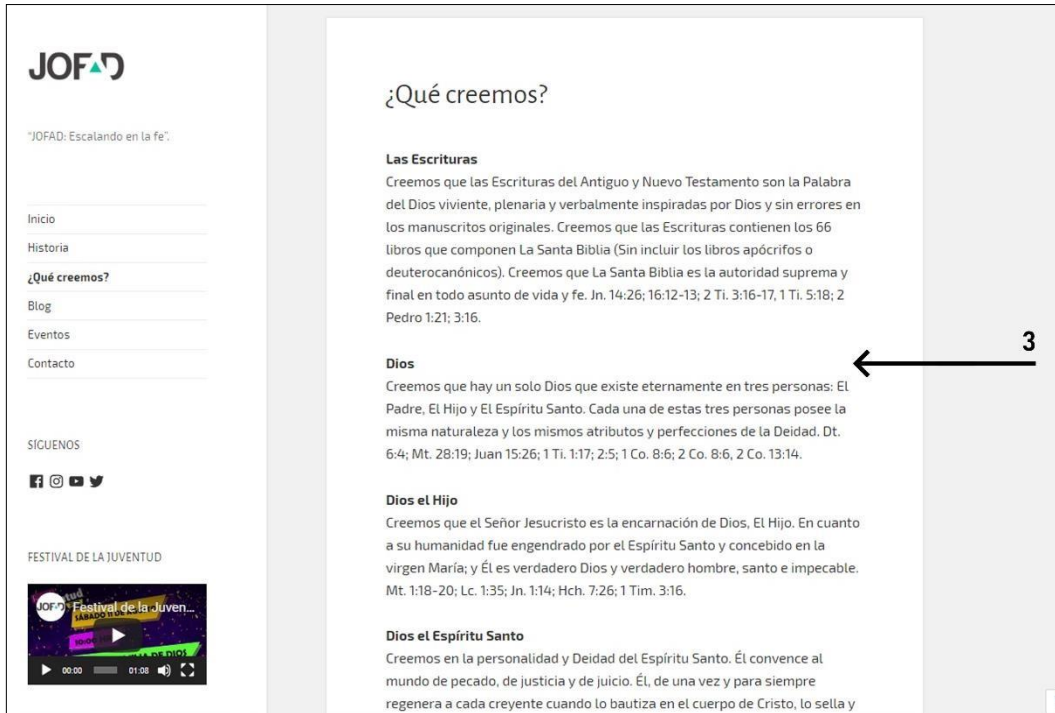 JOFAD
"JOFAD: Escalando en la fe".
Inicio
Historia
¿Qué creemos?
Blog
Eventos
Contacto
SÍGUENOS
FESTIVAL DE LA JUVENTUD
JOFAD
Festival de la Juven...
SÁBADO 11 DE
10:00
DE DIOS
00:00
01:08
¿Qué creemos?
Las Escrituras
Creemos que las Escrituras del Antiguo y Nuevo Testamento son la Palabra
del Dios viviente, plenaria y verbalmente inspiradas por Dios y sin errores en
los manuscritos originales. Creemos que las Escrituras contienen los 66
libros que componen La Santa Biblia (Sin incluir los libros apócrifos o
deuterocanónicos). Creemos que La Santa Biblia es la autoridad suprema y
final en todo asunto de vida y fe. Jn. 14:26; 16:12-13; 2 Ti. 3:16-17, 1 Ti. 5:18; 2
Pedro 1:21; 3:16.
Dios
Creemos que hay un solo Dios que existe eternamente en tres personas: El
Padre, El Hijo y El Espíritu Santo. Cada una de estas tres personas posee la
misma naturaleza y los mismos atributos y perfecciones de la Deidad. Dt.
6:4; Mt. 28:19; Juan 15:26; 1 Ti. 1:17; 2:5; 1 Co. 8:6; 2 Co. 8:6, 2 Co. 13:14.
Dios el Hijo
Creemos que el Señor Jesucristo es la encarnación de Dios, El Hijo. En cuanto
a su humanidad fue engendrado por el Espíritu Santo y concebido en la
virgen María; y Él es verdadero Dios y verdadero hombre, santo e impecable.
Mt. 1:18-20; Lc. 1:35; Jn. 1:14; Hch. 7:26; 1 Tim. 3:16.
Dios el Espíritu Santo
Creemos en la personalidad y Deidad del Espíritu Santo. Él convence al
mundo de pecado, de justicia y de juicio. Él, de una vez y para siempre
regenera a cada creyente cuando lo bautiza en el cuerpo de Cristo, lo sella y
3